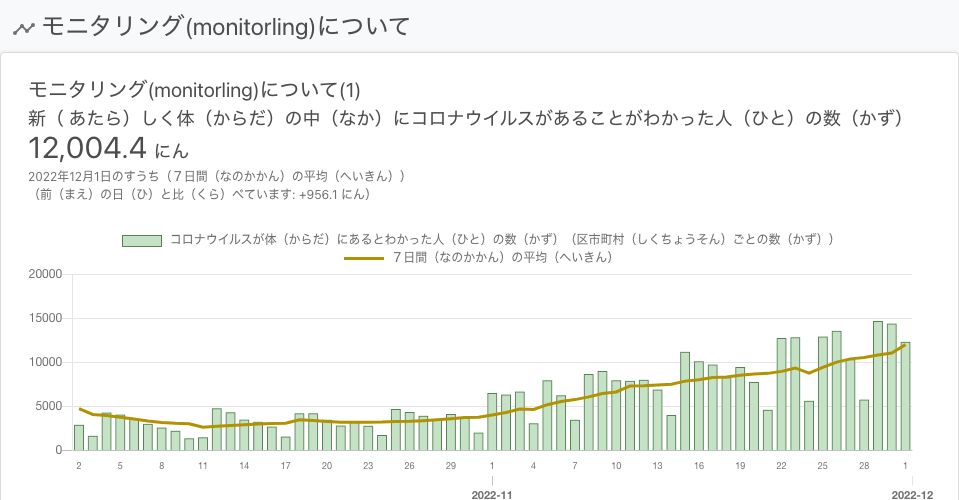 モニタリング(monitorling)について
モニタリング(monitorling)について(1)
新（ あたら）しく体（からだ）の中（なか）にコロナウイルスがあることがわかった人（ひと）の数（かず）
12,004.4 にん
2022年12月1日のすうち（７日間（なのかかん）の平均（へいきん））
（前（まえ）の日（ひ）と比（くら）べています: +956.1 にん）
コロナウイルスが体（からだ）にあるとわかった人（ひと）の数（かず）（区市町村（しくちょうそん）ごとの数（かず））
７日間（なのかかん）の平均（へいきん）
20000
15000
10000
5000
0
2 5 8 11 14 17 20 23 26 29 1 4 7 10 13 16 19 22 25 28 1
2022-11 2022-12